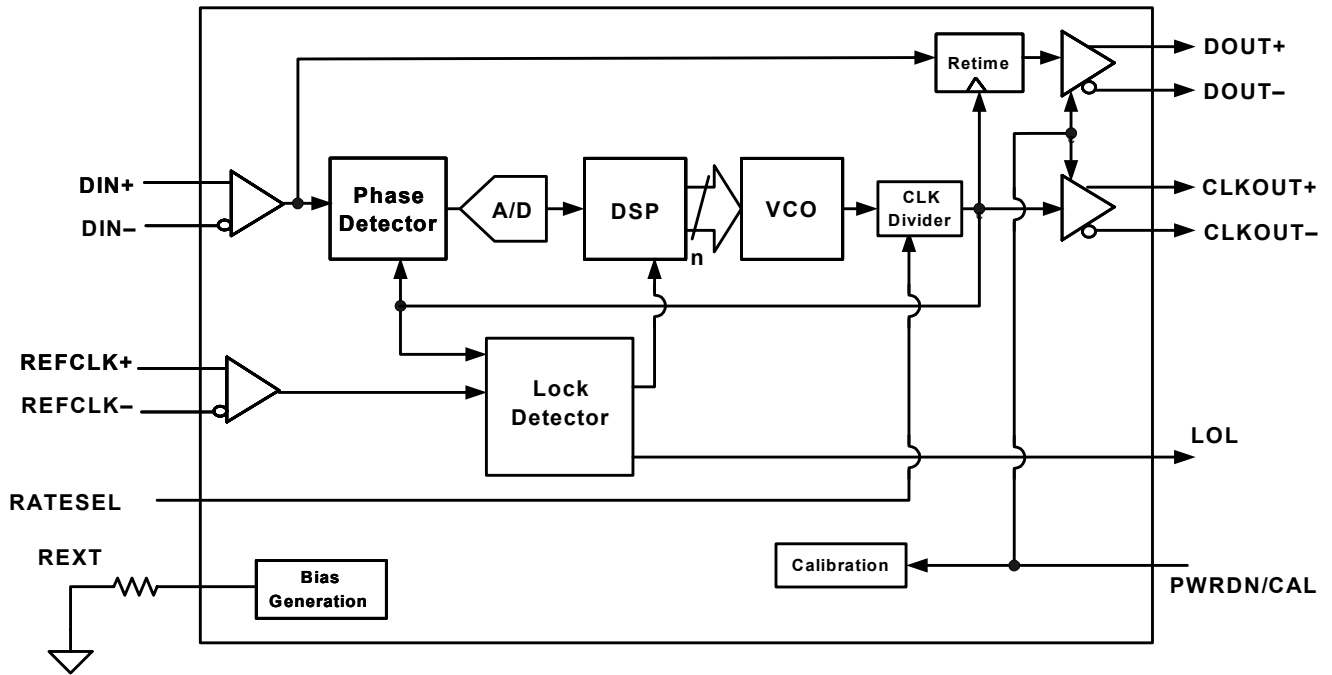 DOUT+
Retime
DOUT–
DIN+
Phase
Detector
A/D
DSP
n
VCO
CLK
Divider
CLKOUT+
DIN–
CLKOUT–
REFCLK+
REFCLK–
Lock
Detector
LOL
RATESEL
REXT
Bias
Generation
Calibration
PWRDN/CAL